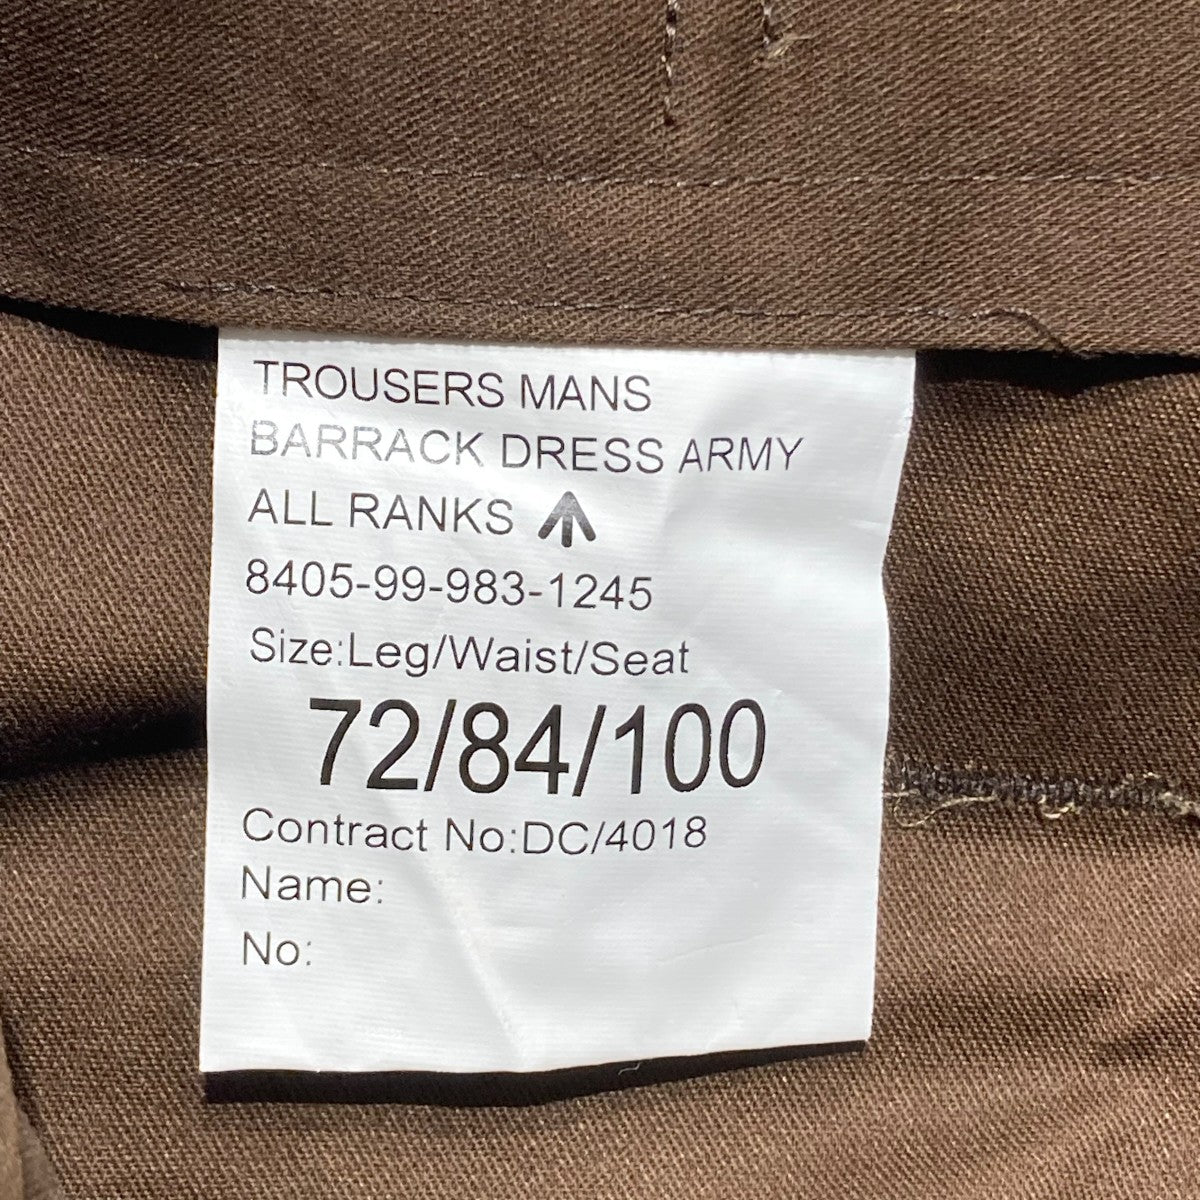 TROUSERS MANS
BARRACK DRESS ARMY
ALL RANKS
8405-99-983-1245
Size:Leg/Waist/Seat
72/84/100
Contract No:DC/4018
Name:
No: